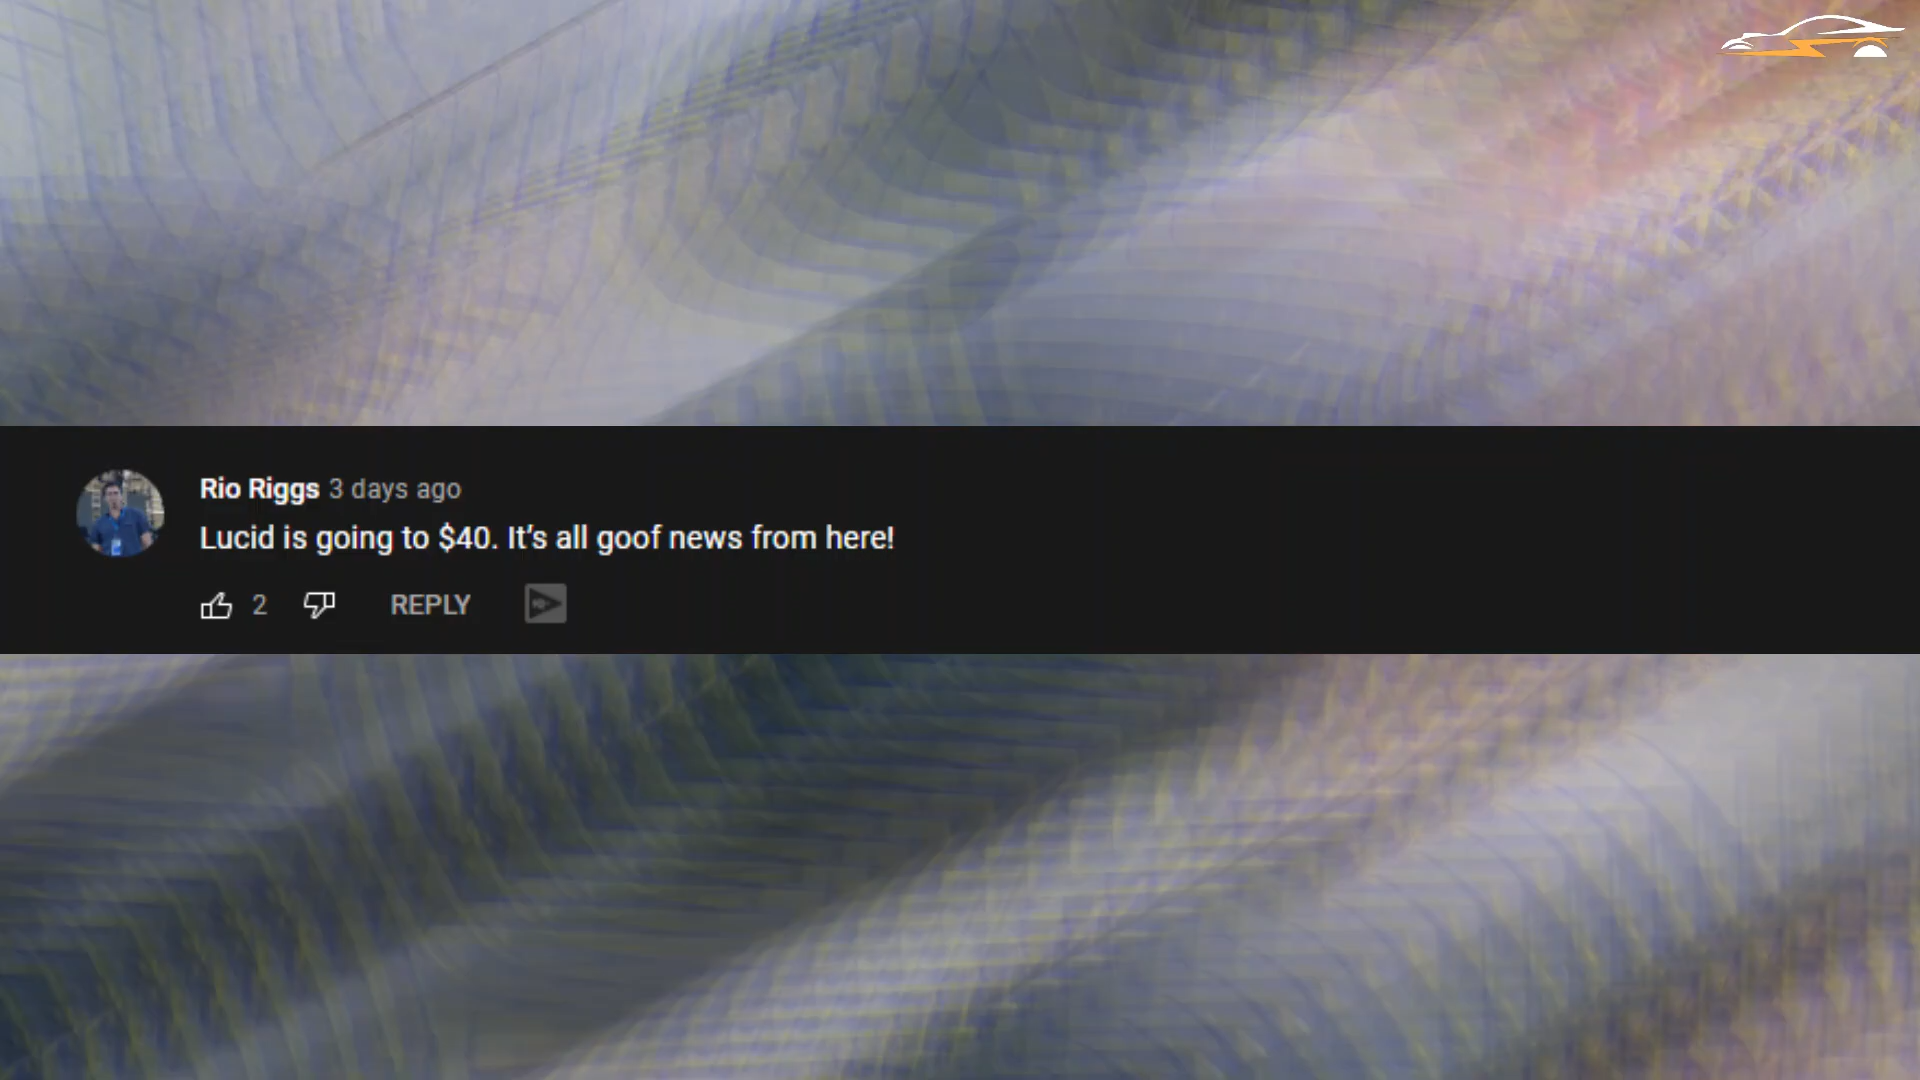 Rio Riggs 3 days ago
Lucid is going to $40. It's all goof news from here!
2 REPLY